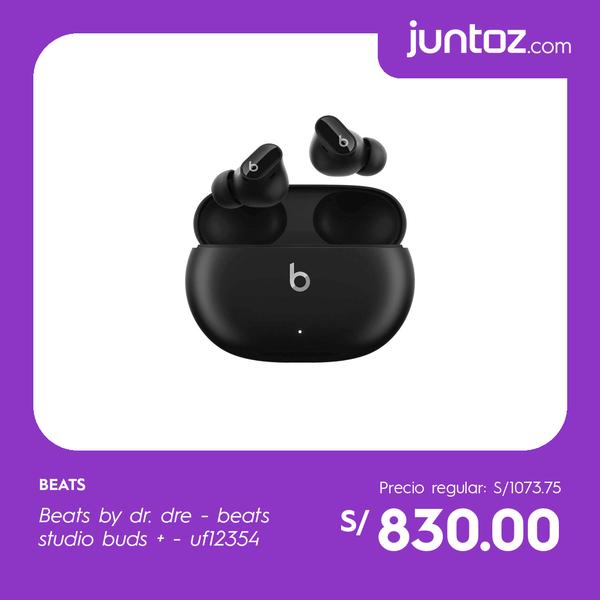 juntoz.com
b
b
b
BEATS
Beats by dr. dre - beats
studio buds + - uf12354
Precio regular: S/1073.75
S/ 830.00